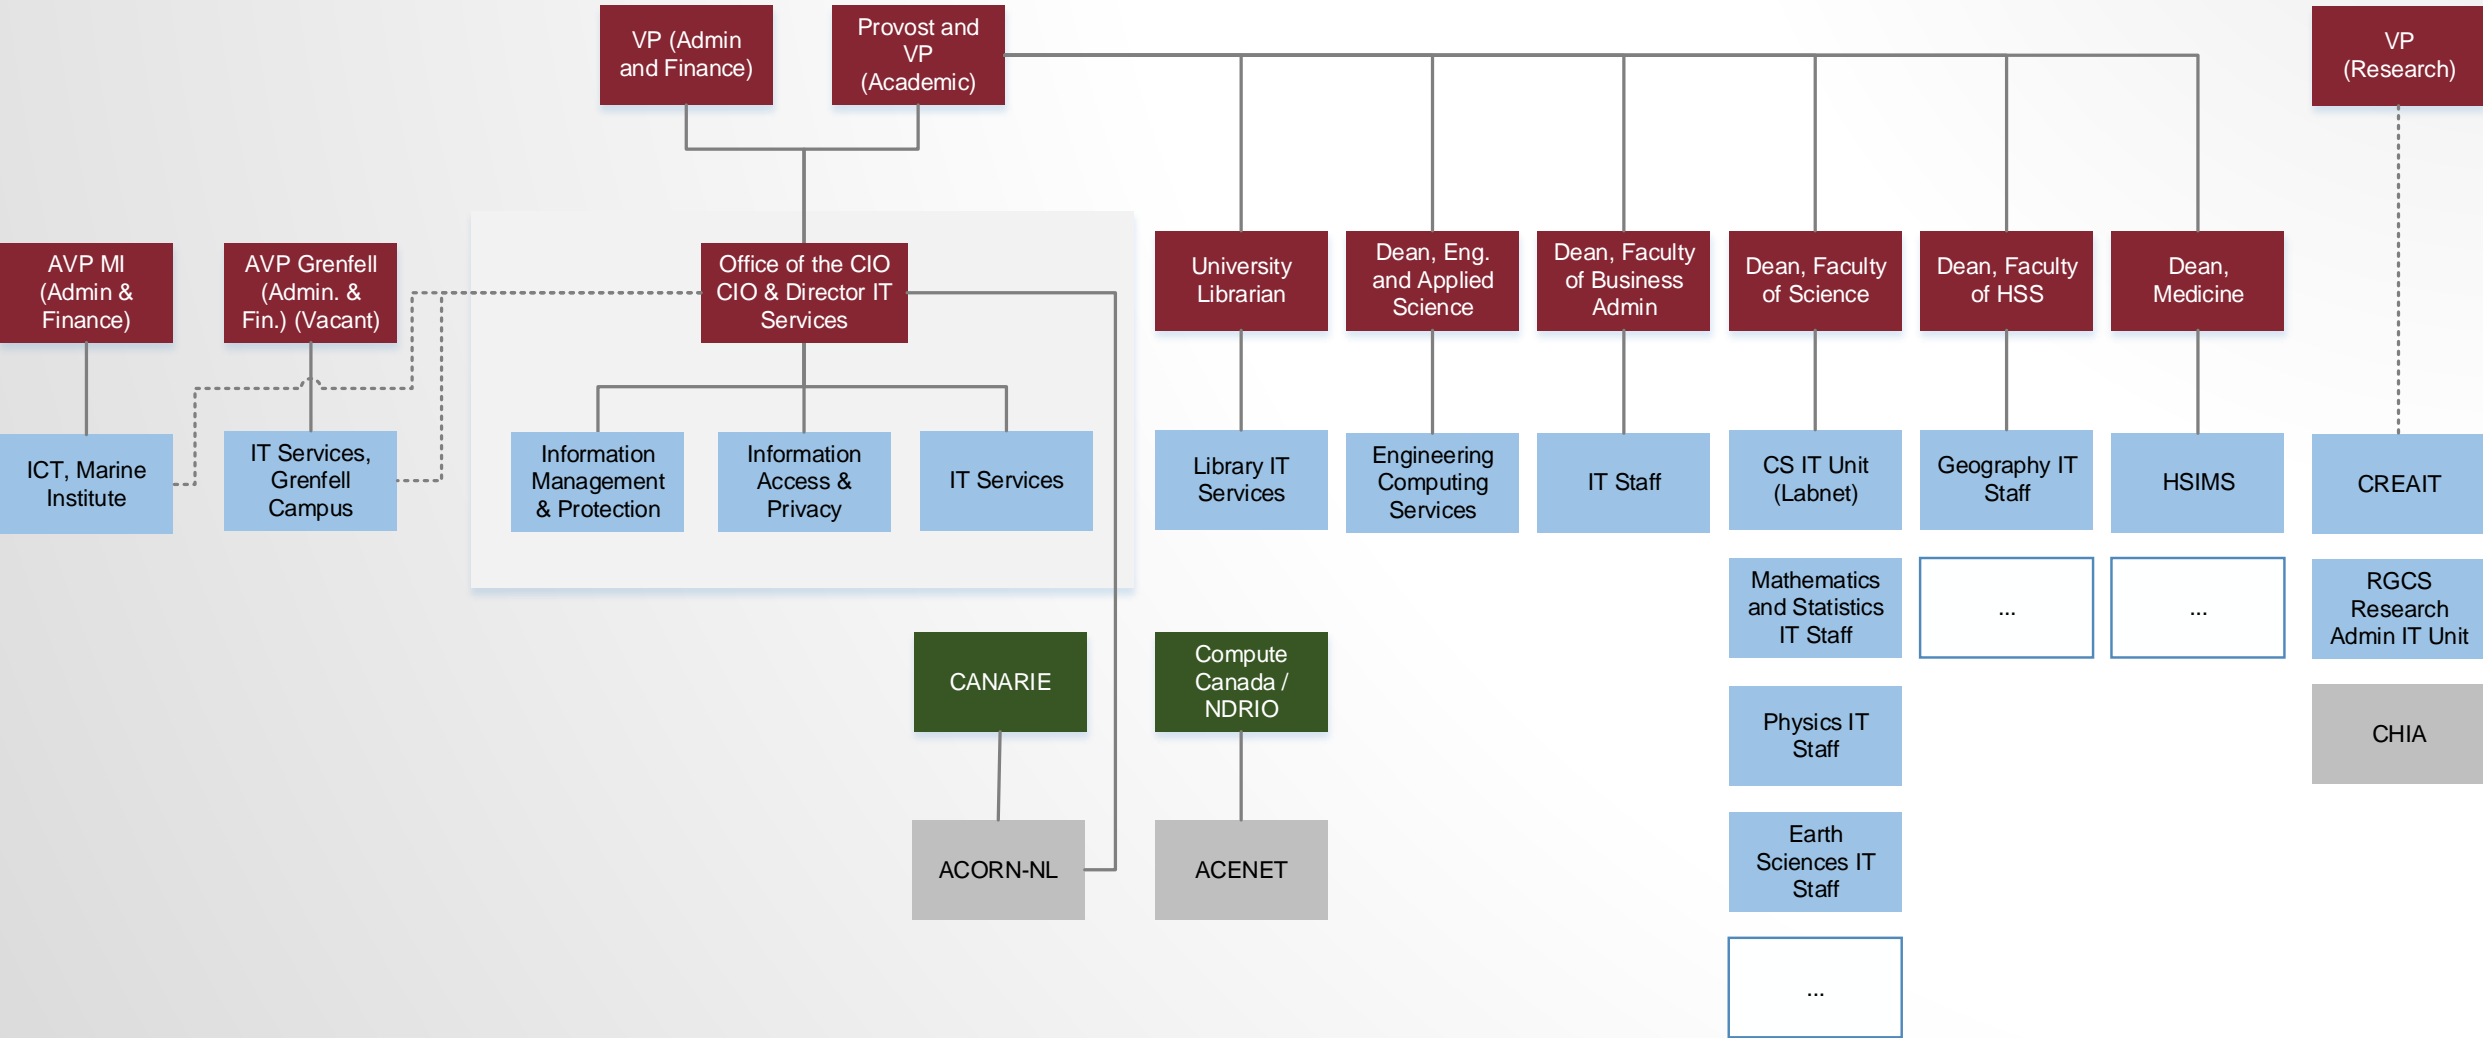 VP (Admin
and Finance)
Provost and
VP
(Academic)
VP
(Research)
AVP MI
(Admin &
Finance)
AVP Grenfell
(Admin. &
Fin.) (Vacant)
Office of the CIO
CIO & Director IT
Services
University
Librarian
Dean, Eng.
and Applied
Science
Dean, Faculty
of Business
Admin
Dean, Faculty
of Science
Dean, Faculty
of HSS
Dean,
Medicine
ICT, Marine
Institute
IT Services,
Grenfell
Campus
Information
Management
& Protection
Information
Access &
Privacy
IT Services
Library IT
Services
Engineering
Computing
Services
IT Staff
CS IT Unit
(Labnet)
Geography IT
Staff
HSIMS
CREAIT
Mathematics
and Statistics
IT Staff
...
...
RGCS
Research
Admin IT Unit
CANARIE
Compute
Canada /
NDRIO
Physics IT
Staff
CHIA
ACORN-NL
ACENET
Earth
Sciences IT
Staff
...